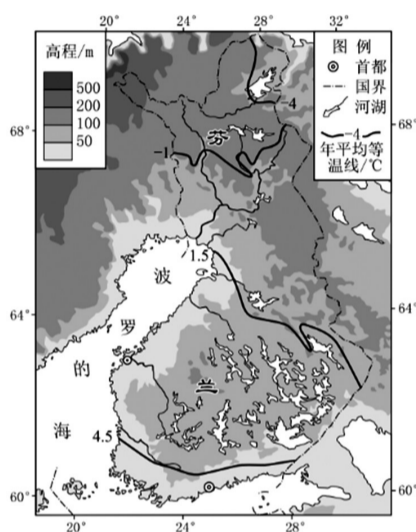 20° 24° 28° 32°
高程/m
500
200
100
50
图 例
首都
国界
河湖
-4
年平均等
温线/℃
-4
68°
68°
芬
-1
1.5
波
64°
64°
罗
的
兰
海
4.5
60°
60°
20° 24° 28°